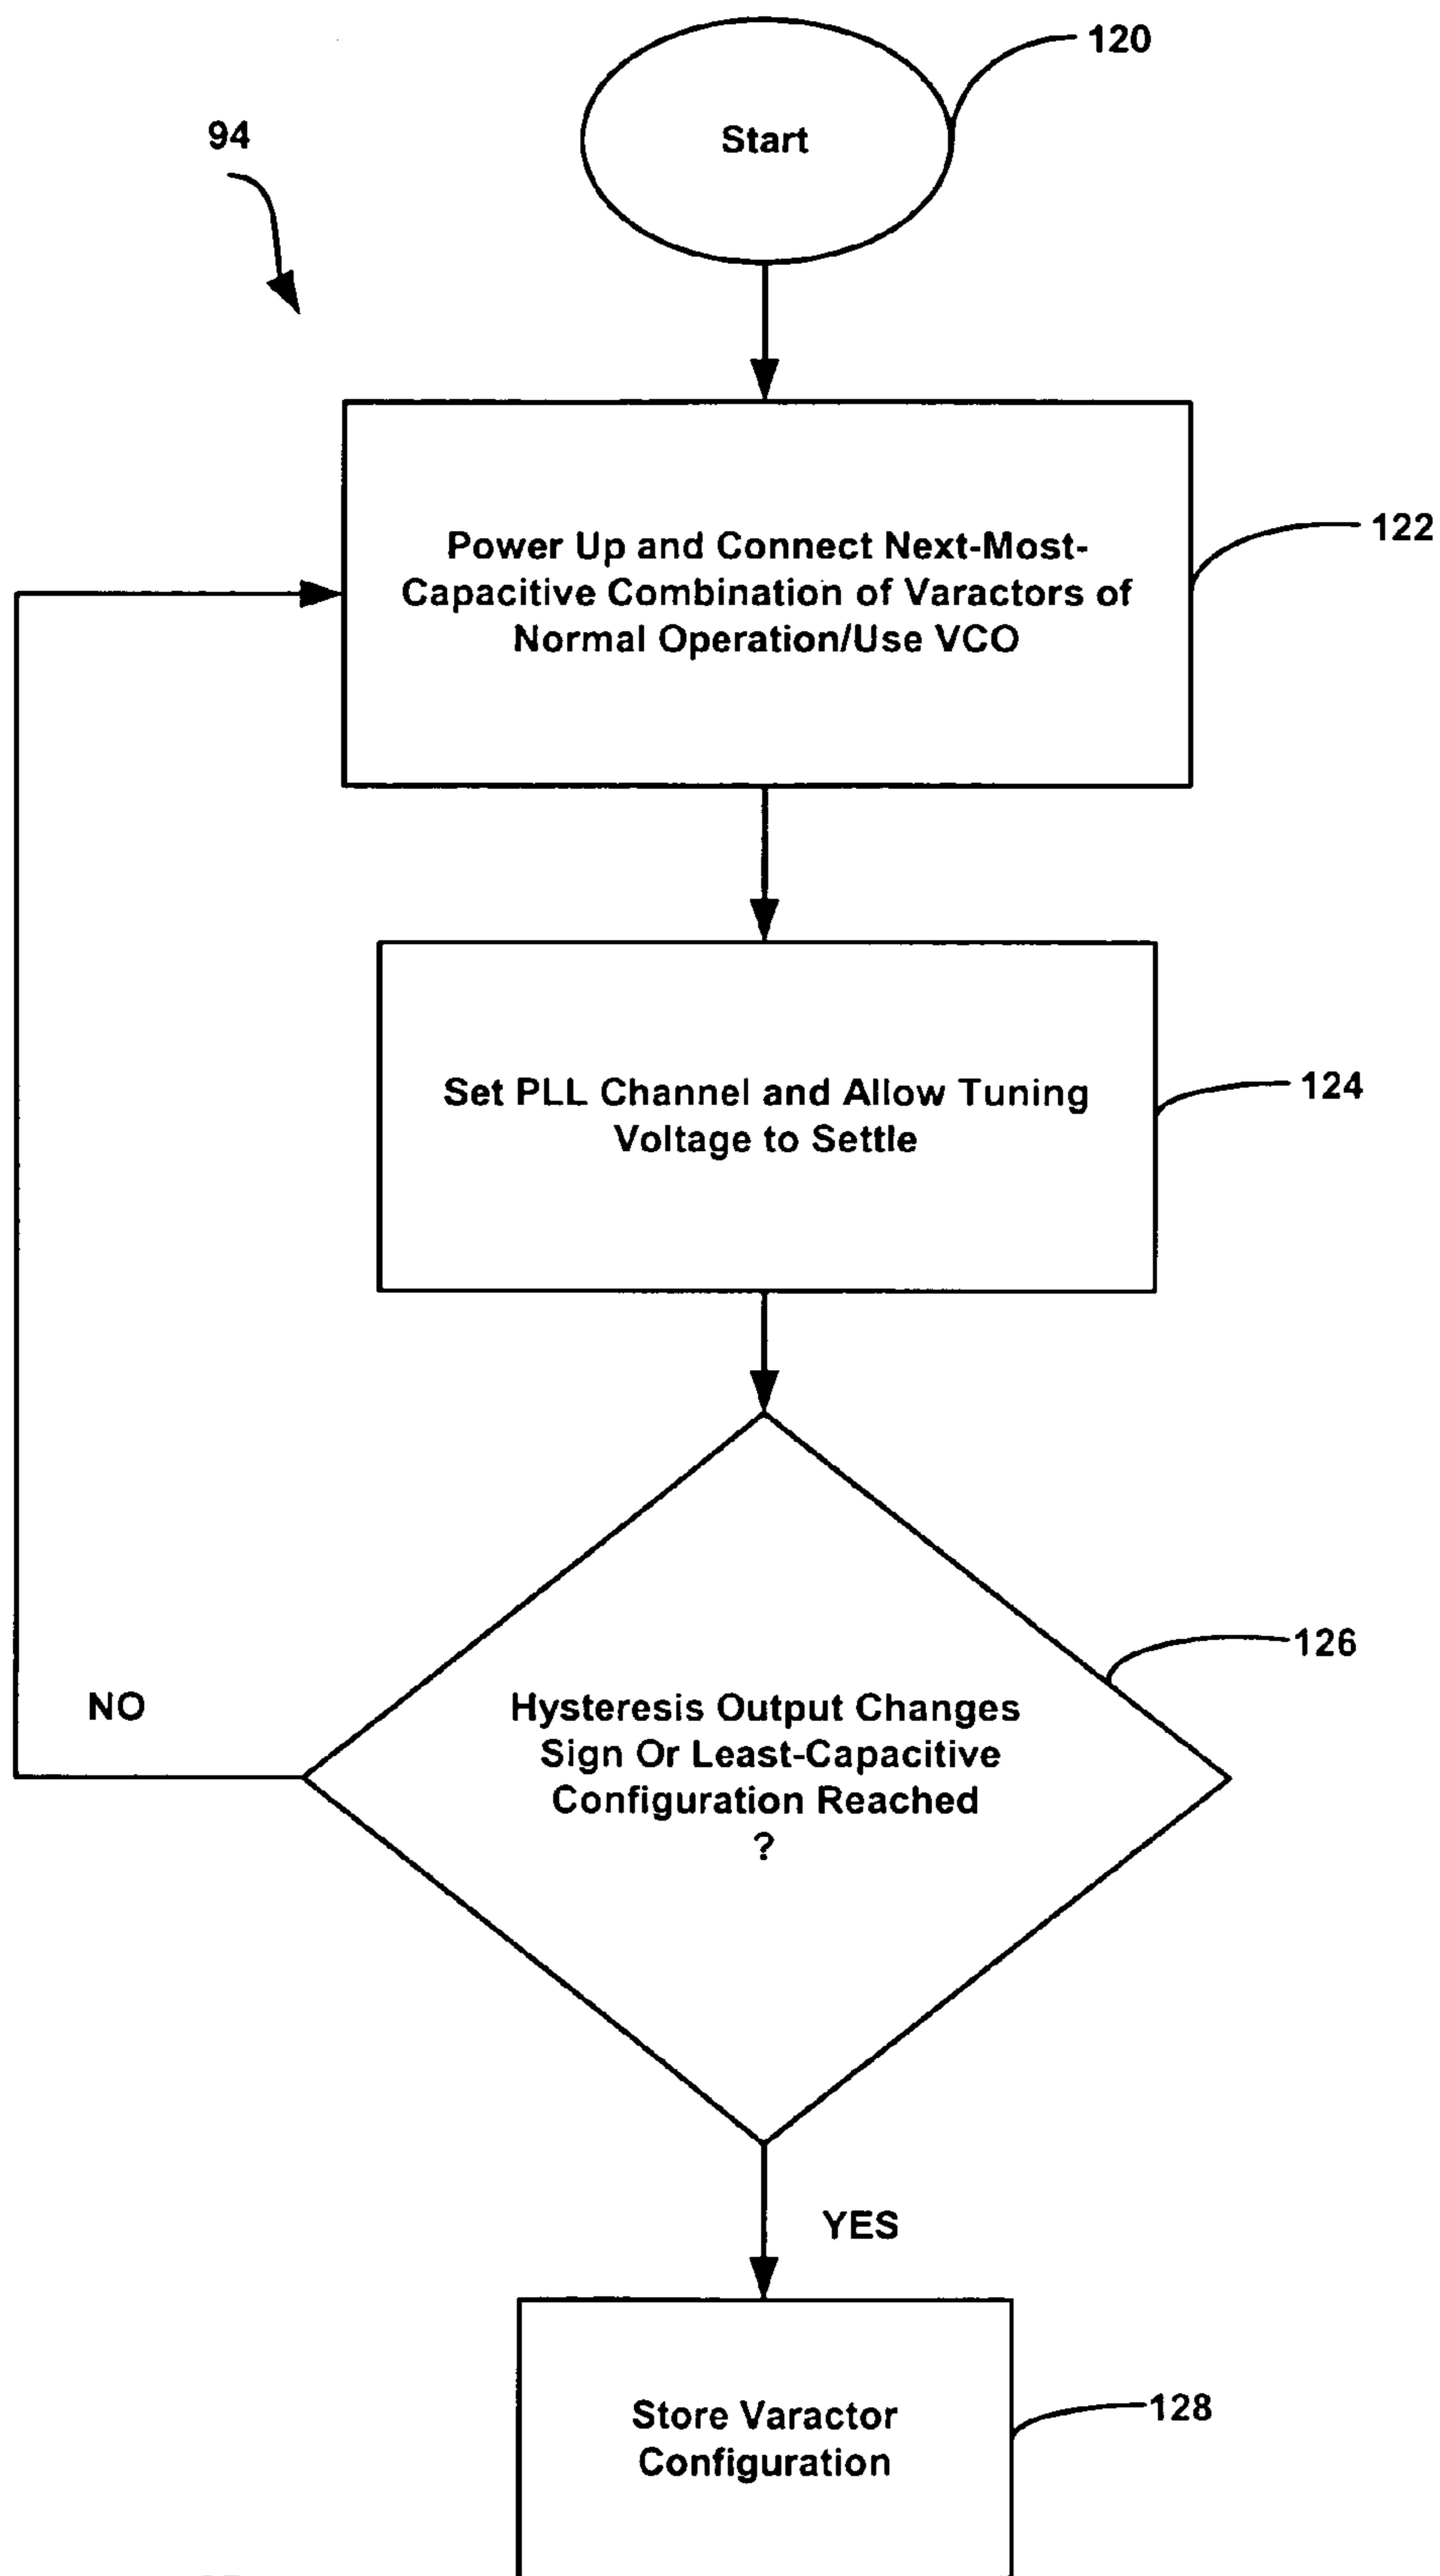 120
Start
94
Power Up and Connect Next-Most-
Capacitive Combination of Varactors of
Normal Operation/Use VCO
122
Set PLL Channel and Allow Tuning
Voltage to Settle
124
126
NO
Hysteresis Output Changes
Sign Or Least-Capacitive
Configuration Reached
?
YES
Store Varactor
Configuration
128